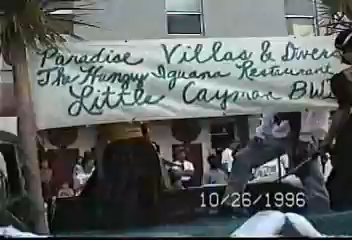 Paradise Villas & Divers
The Hungry Iguana Restaurant
Little Cayman BWI
10/26/1996